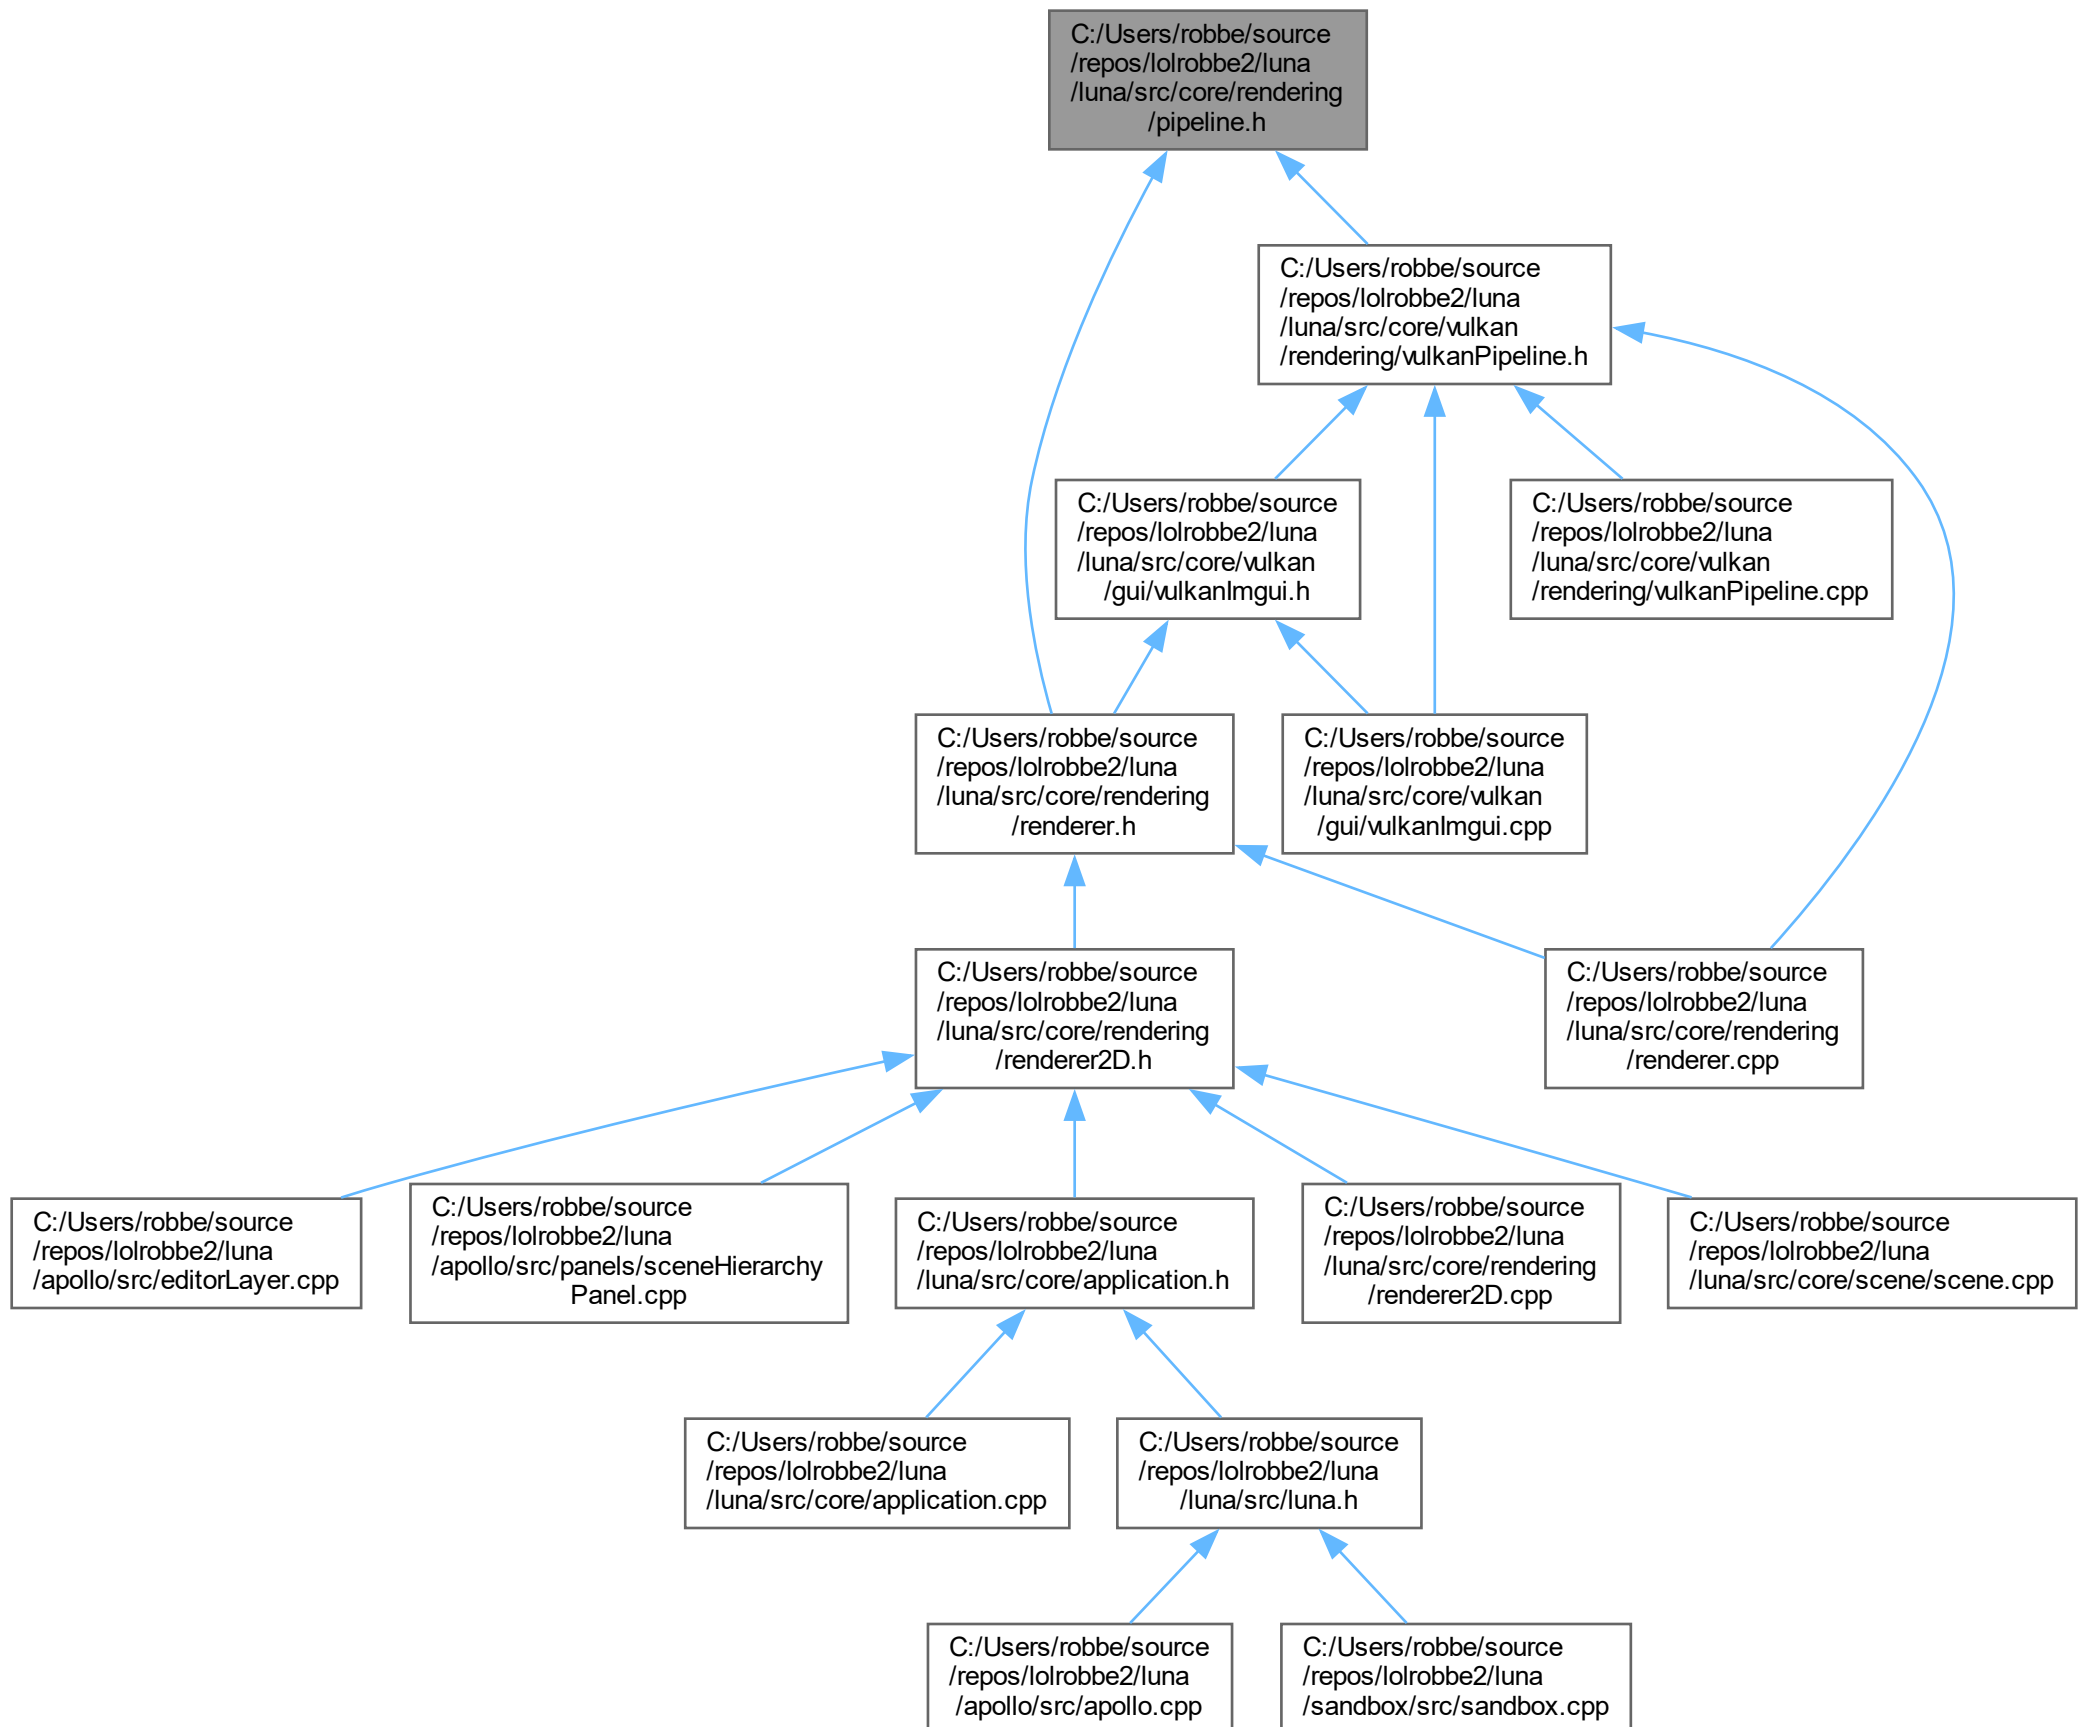 C:/Users/robbe/source
/repos/lolrobbe2/luna
/luna/src/core/rendering
/pipeline.h
C:/Users/robbe/source
/repos/lolrobbe2/luna
/luna/src/core/vulkan
/rendering/vulkanPipeline.h
C:/Users/robbe/source
/repos/lolrobbe2/luna
/luna/src/core/vulkan
/gui/vulkanImgui.h
C:/Users/robbe/source
/repos/lolrobbe2/luna
/luna/src/core/vulkan
/rendering/vulkanPipeline.cpp
C:/Users/robbe/source
/repos/lolrobbe2/luna
/luna/src/core/rendering
/renderer.h
C:/Users/robbe/source
/repos/lolrobbe2/luna
/luna/src/core/vulkan
/gui/vulkanImgui.cpp
C:/Users/robbe/source
/repos/lolrobbe2/luna
/luna/src/core/rendering
/renderer2D.h
C:/Users/robbe/source
/repos/lolrobbe2/luna
/luna/src/core/rendering
/renderer.cpp
C:/Users/robbe/source
/repos/lolrobbe2/luna
/apollo/src/editorLayer.cpp
C:/Users/robbe/source
/repos/lolrobbe2/luna
/apollo/src/panels/sceneHierarchy
Panel.cpp
C:/Users/robbe/source
/repos/lolrobbe2/luna
/luna/src/core/application.h
C:/Users/robbe/source
/repos/lolrobbe2/luna
/luna/src/core/rendering
/renderer2D.cpp
C:/Users/robbe/source
/repos/lolrobbe2/luna
/luna/src/core/scene/scene.cpp
C:/Users/robbe/source
/repos/lolrobbe2/luna
/luna/src/core/application.cpp
C:/Users/robbe/source
/repos/lolrobbe2/luna
/luna/src/luna.h
C:/Users/robbe/source
/repos/lolrobbe2/luna
/apollo/src/apollo.cpp
C:/Users/robbe/source
/repos/lolrobbe2/luna
/sandbox/src/sandbox.cpp